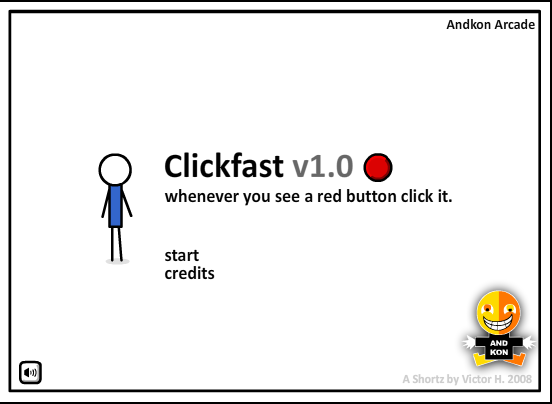 Andkon Arcade
Clickfast v1.0
whenever you see a red button click it.
start
credits
AND
KON
A Shortz by Victor H. 2008